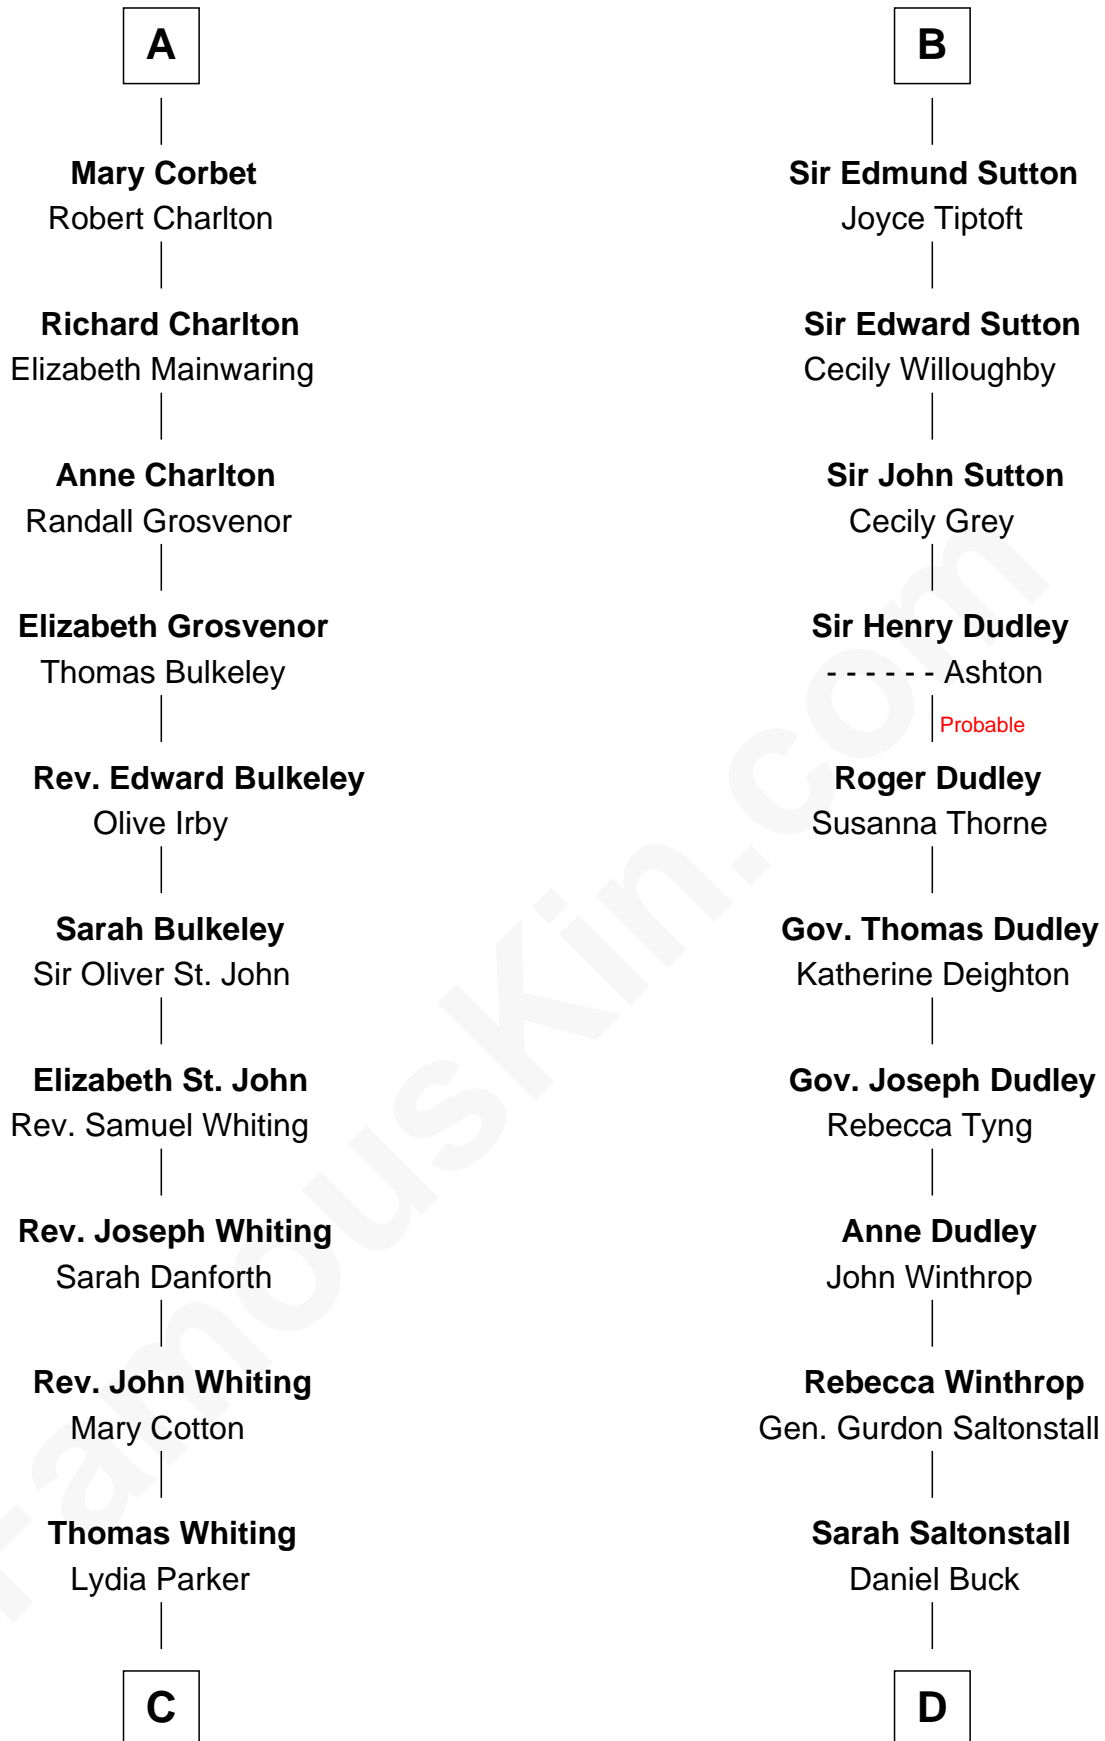 A
Mary Corbet
Robert Charlton
Richard Charlton
Elizabeth Mainwaring
Anne Charlton
Randall Grosvenor
Elizabeth Grosvenor
Thomas Bulkeley
Rev. Edward Bulkeley
Olive Irby
Sarah Bulkeley
Sir Oliver St. John
Elizabeth St. John
Rev. Samuel Whiting
Rev. Joseph Whiting
Sarah Danforth
Rev. John Whiting
Mary Cotton
Thomas Whiting
Lydia Parker
C
B
Sir Edmund Sutton
Joyce Tiptoft
Sir Edward Sutton
Cecily Willoughby
Sir John Sutton
Cecily Grey
Sir Henry Dudley
- - - - - - Ashton
Probable
Roger Dudley
Susanna Thorne
Gov. Thomas Dudley
Katherine Deighton
Gov. Joseph Dudley
Rebecca Tyng
Anne Dudley
John Winthrop
Rebecca Winthrop
Gen. Gurdon Saltonstall
Sarah Saltonstall
Daniel Buck
D
FamousKin.com